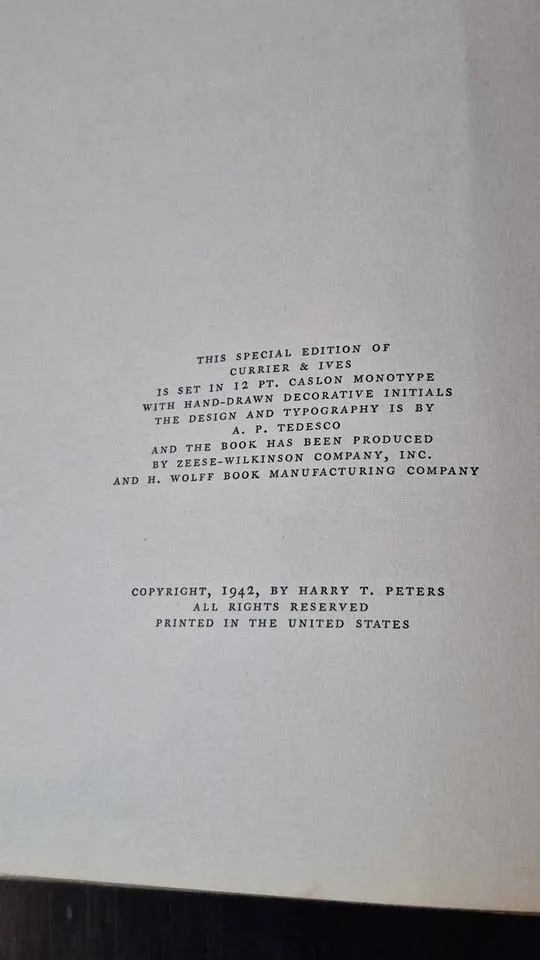 THIS SPECIAL EDITION OF
CURRIER & IVES
IS SET IN 12 PT. CASLON MONOTYPE
WITH HAND-DRAWN DECORATIVE INITIALS
THE DESIGN AND TYPOGRAPHY IS BY
A. P. TEDESCO
AND THE BOOK HAS BEEN PRODUCED
BY ZEESE-WILKINSON COMPANY, INC.
AND H. WOLFF BOOK MANUFACTURING COMPANY
COPYRIGHT, 1942, BY HARRY T. PETERS
ALL RIGHTS RESERVED
PRINTED IN THE UNITED STATES